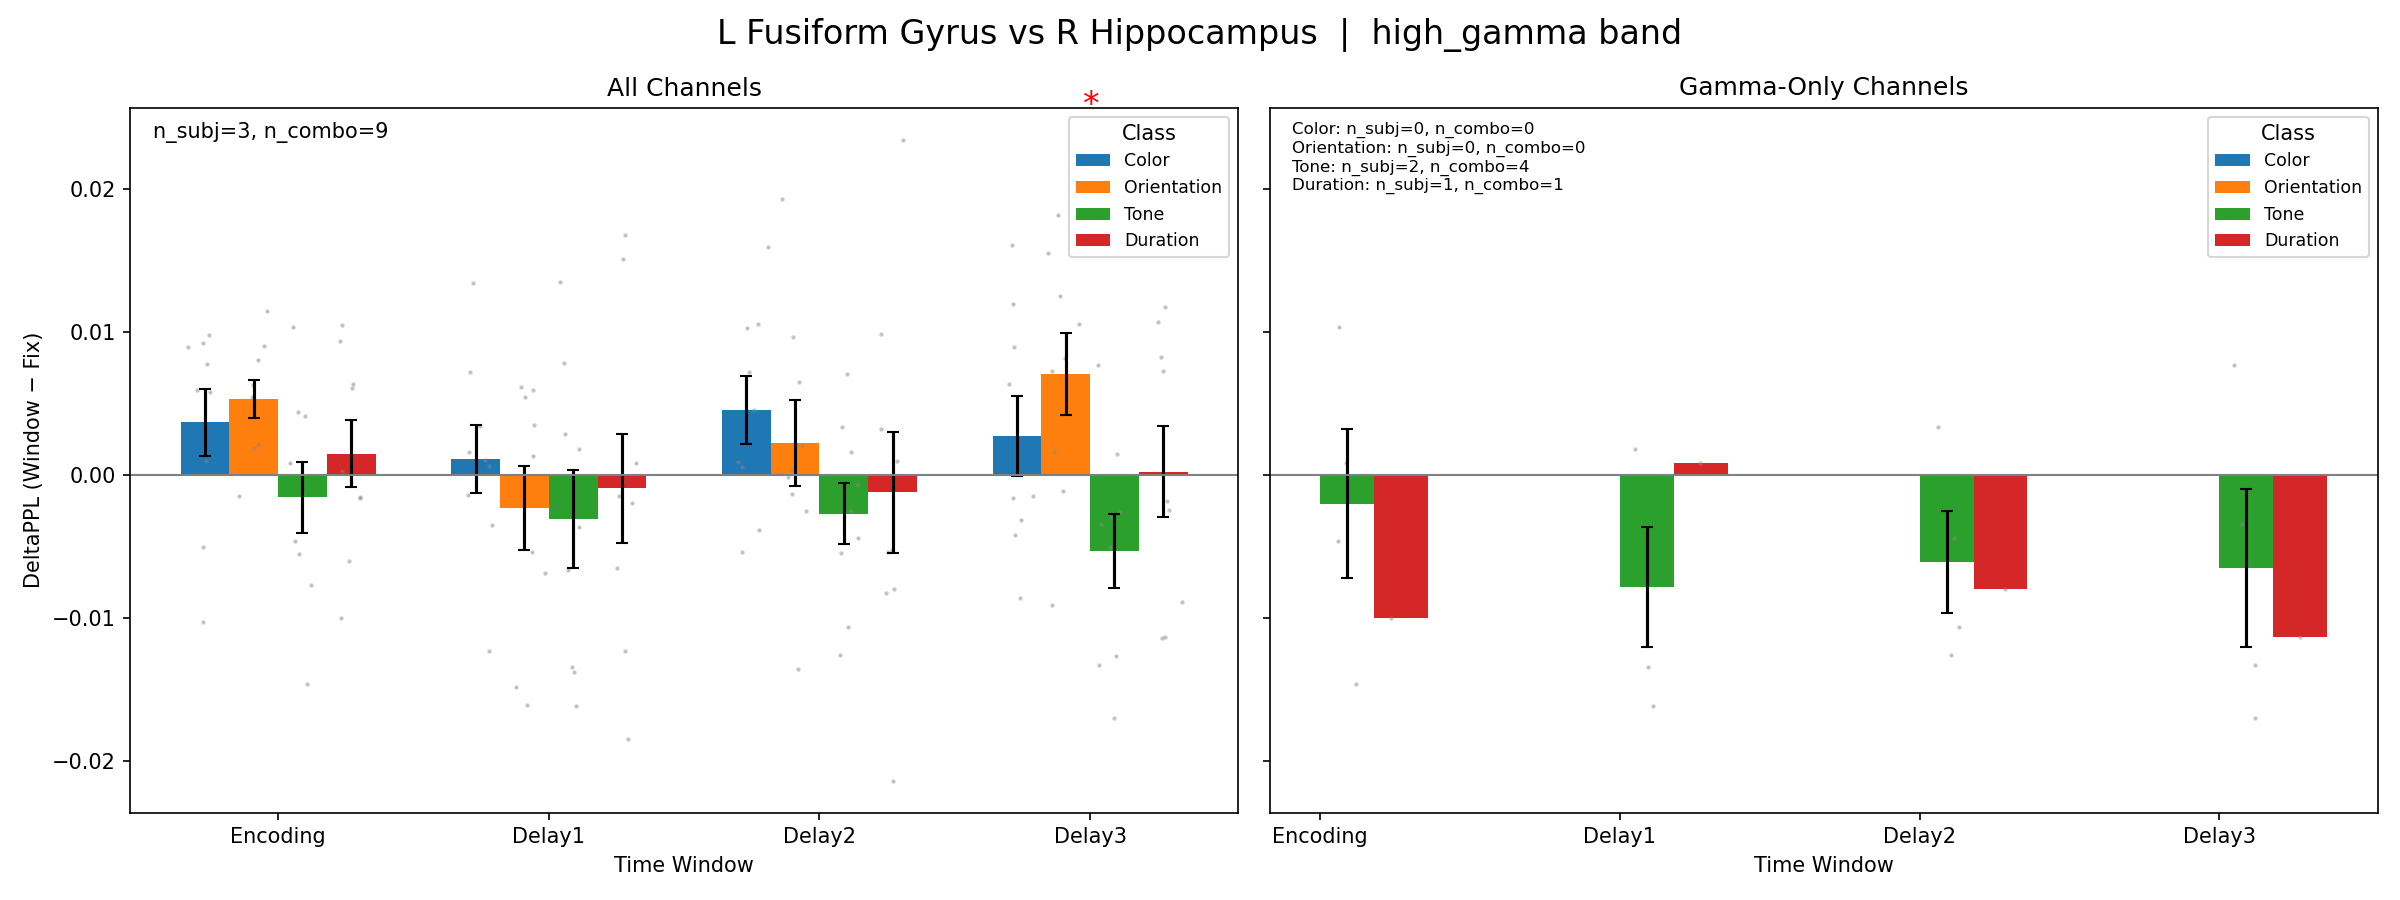 L Fusiform Gyrus vs R Hippocampus | high_gamma band
All Channels
*
n_subj=3, n_combo=9
Class
Color
Orientation
Tone
Duration
DeltaPPL (Window − Fix)
0.02
0.01
0.00
−0.01
−0.02
Encoding
Delay1
Delay2
Delay3
Time Window
Gamma-Only Channels
Color: n_subj=0, n_combo=0
Orientation: n_subj=0, n_combo=0
Tone: n_subj=2, n_combo=4
Duration: n_subj=1, n_combo=1
Class
Color
Orientation
Tone
Duration
Encoding
Delay1
Delay2
Delay3
Time Window